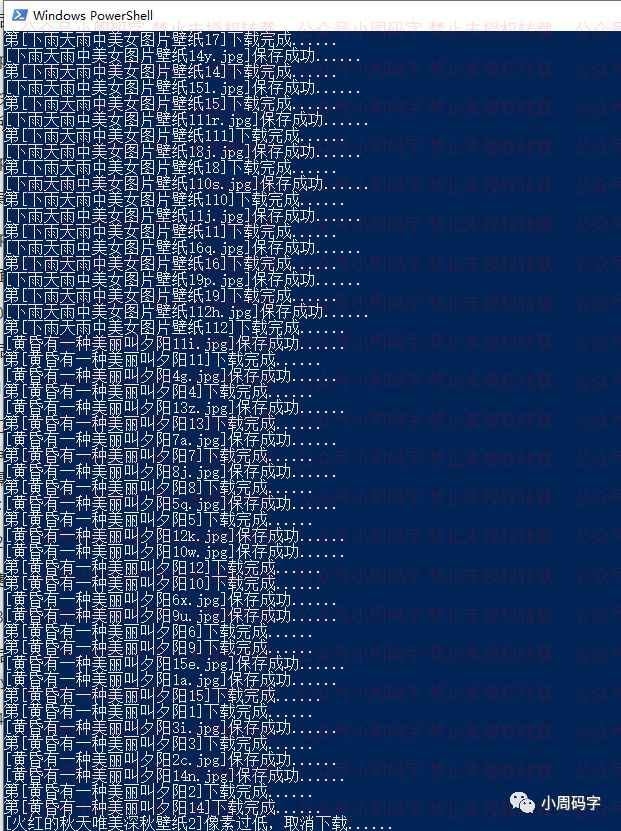 Windows PowerShell
第[下雨天雨中美女图片壁纸17]下载完成......
[下雨天雨中美女图片壁纸14y.jpg]保存成功......
第[下雨天雨中美女图片壁纸14]下载完成......
[下雨天雨中美女图片壁纸15l.jpg]保存成功......
第[下雨天雨中美女图片壁纸15]下载完成......
[下雨天雨中美女图片壁纸111r.jpg]保存成功......
第[下雨天雨中美女图片壁纸111]下载完成......
[下雨天雨中美女图片壁纸18j.jpg]保存成功......
第[下雨天雨中美女图片壁纸18]下载完成......
[下雨天雨中美女图片壁纸110s.jpg]保存成功......
第[下雨天雨中美女图片壁纸110]下载完成......
[下雨天雨中美女图片壁纸11j.jpg]保存成功......
第[下雨天雨中美女图片壁纸11]下载完成......
[下雨天雨中美女图片壁纸16q.jpg]保存成功......
第[下雨天雨中美女图片壁纸16]下载完成......
[下雨天雨中美女图片壁纸19p.jpg]保存成功......
第[下雨天雨中美女图片壁纸19]下载完成......
[下雨天雨中美女图片壁纸112h.jpg]保存成功......
第[下雨天雨中美女图片壁纸112]下载完成......
[黄昏有一种美丽叫夕阳11i.jpg]保存成功......
第[黄昏有一种美丽叫夕阳11]下载完成......
[黄昏有一种美丽叫夕阳4g.jpg]保存成功......
第[黄昏有一种美丽叫夕阳4]下载完成......
[黄昏有一种美丽叫夕阳13z.jpg]保存成功......
第[黄昏有一种美丽叫夕阳13]下载完成......
[黄昏有一种美丽叫夕阳7a.jpg]保存成功......
第[黄昏有一种美丽叫夕阳7]下载完成......
[黄昏有一种美丽叫夕阳8j.jpg]保存成功......
第[黄昏有一种美丽叫夕阳8]下载完成......
[黄昏有一种美丽叫夕阳5q.jpg]保存成功......
第[黄昏有一种美丽叫夕阳5]下载完成......
[黄昏有一种美丽叫夕阳12k.jpg]保存成功......
[黄昏有一种美丽叫夕阳10w.jpg]保存成功......
第[黄昏有一种美丽叫夕阳12]下载完成......
第[黄昏有一种美丽叫夕阳10]下载完成......
[黄昏有一种美丽叫夕阳6x.jpg]保存成功......
[黄昏有一种美丽叫夕阳9u.jpg]保存成功......
第[黄昏有一种美丽叫夕阳6]下载完成......
第[黄昏有一种美丽叫夕阳9]下载完成......
[黄昏有一种美丽叫夕阳15e.jpg]保存成功......
[黄昏有一种美丽叫夕阳1a.jpg]保存成功......
第[黄昏有一种美丽叫夕阳15]下载完成......
第[黄昏有一种美丽叫夕阳1]下载完成......
[黄昏有一种美丽叫夕阳3i.jpg]保存成功......
第[黄昏有一种美丽叫夕阳3]下载完成......
[黄昏有一种美丽叫夕阳2c.jpg]保存成功......
[黄昏有一种美丽叫夕阳14n.jpg]保存成功......
第[黄昏有一种美丽叫夕阳2]下载完成......
第[黄昏有一种美丽叫夕阳14]下载完成......
[火红的秋天唯美深秋壁纸2]像素过低，取消下载......
小周码字